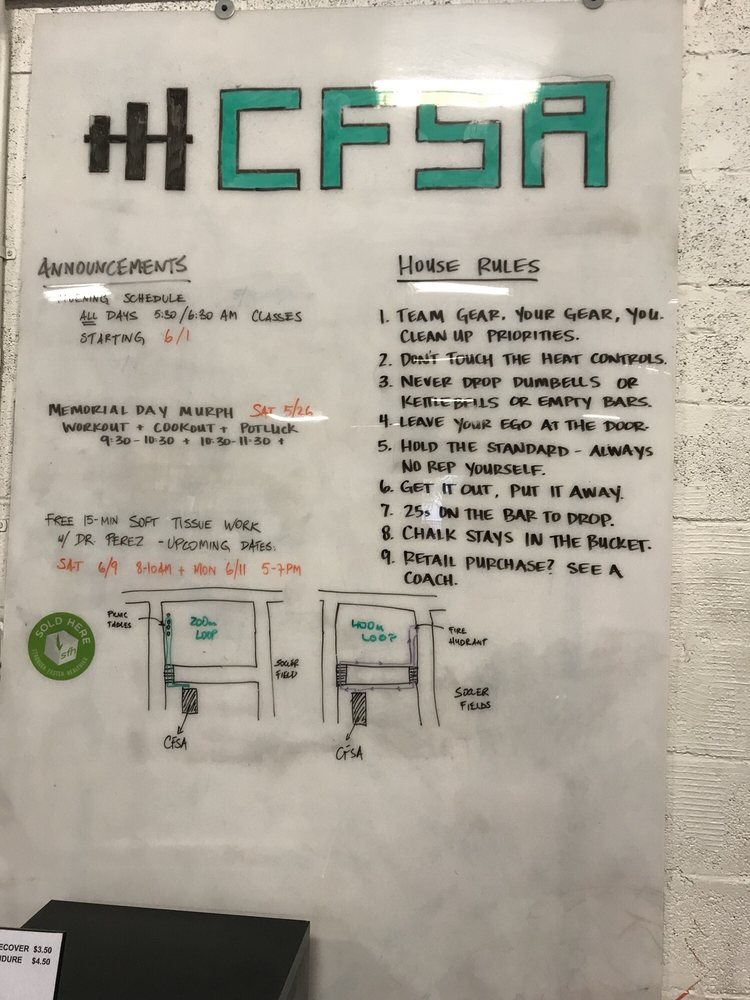 CFSA
ANNOUNCEMENTS
MORNING SCHEDULE
ALL DAYS 5:30/6:30 AM CLASSES
STARTING 6/1
MEMORIAL DAY MURPH SAT 5/26
WORKOUT + COOKOUT + POTLUCK
9:30-10:30 + 10:30-11:30 +
FREE 15-MIN SOFT TISSUE WORK
W/ DR. PEREZ - UPCOMING DATES:
SAT 6/9 8-10AM + MON 6/11 5-7PM
HOUSE RULES
1. TEAM GEAR, YOUR GEAR, YOU.
CLEAN UP PRIORITIES.
2. DON'T TOUCH THE HEAT CONTROLS.
3. NEVER DROP DUMBELLS OR
KETTLEBELLS OR EMPTY BARS.
4. LEAVE YOUR EGO AT THE DOOR.
5. HOLD THE STANDARD - ALWAYS
NO REP YOURSELF.
6. GET IT OUT, PUT IT AWAY.
7. 25s ON THE BAR TO DROP.
8. CHALK STAYS IN THE BUCKET.
9. RETAIL PURCHASE? SEE A
COACH.
SOLD HERE
sfh
STRONGER FASTER HEALTHIER
PICNIC
TABLES
200m
LOOP
SOCCER
FIELD
CFSA
400m
LOOP
FIRE
HYDRANT
SOCCER
FIELDS
CFSA
ECOVER $3.50
NDURE $4.50